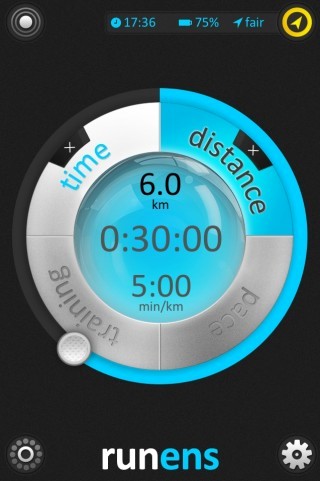 17:36 75% fair
time
distance
6.0
km
0:30:00
5:00
min/km
training
pace
runens